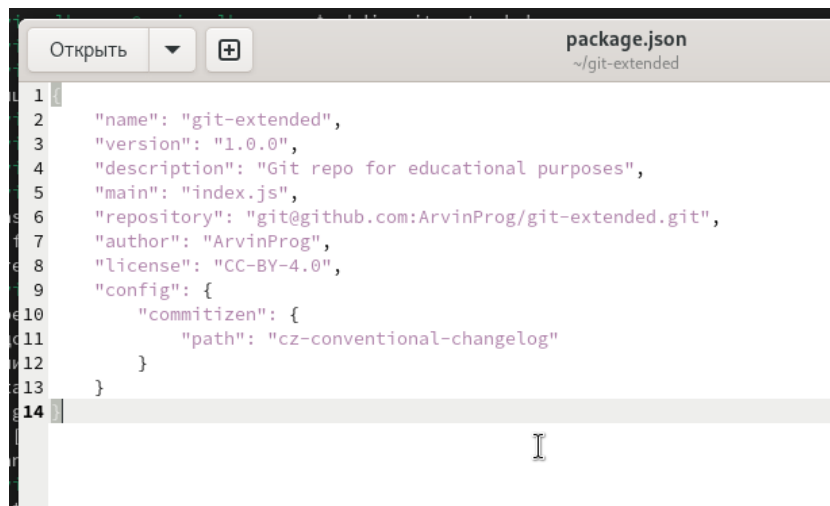 Открыть
package.json
~/git-extended
1 {
2     "name": "git-extended",
3     "version": "1.0.0",
4     "description": "Git repo for educational purposes",
5     "main": "index.js",
6     "repository": "git@github.com:ArvinProg/git-extended.git",
7     "author": "ArvinProg",
8     "license": "CC-BY-4.0",
9     "config": {
10         "commitizen": {
11             "path": "cz-conventional-changelog"
12         }
13     }
14 }